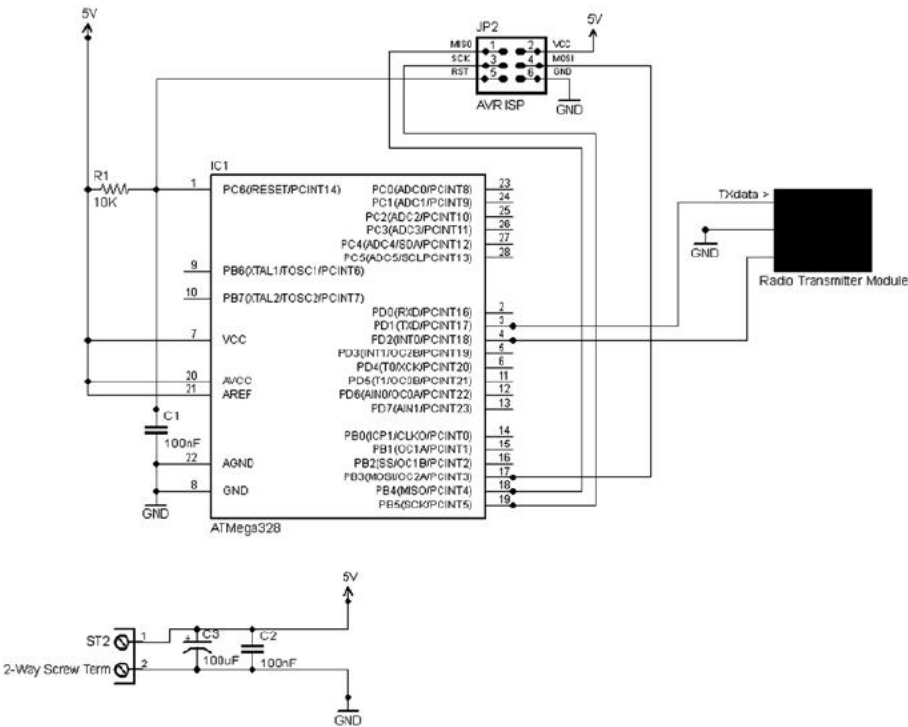 5V
JP2
5V
MISO 1 2 VCC
SCK 3 4 MOSI
RST 5 6 GND
AVR ISP
GND
IC1
R1
10K
1 PC6(RESET/PCINT14)
PC0(ADC0/PCINT8) 23
PC1(ADC1/PCINT9) 24
PC2(ADC2/PCINT10) 25
PC3(ADC3/PCINT11) 26
PC4(ADC4/SDA/PCINT12) 27
PC5(ADC5/SCLPCINT13) 28
TXdata >
GND
Radio Transmitter Module
9 PB6(XTAL1/TOSC1/PCINT6)
10 PB7(XTAL2/TOSC2/PCINT7)
PD0(RXD/PCINT16) 2
PD1(TXD/PCINT17) 3
PD2(INT0/PCINT18) 4
PD3(INT1/OC2B/PCINT19) 5
PD4(T0/XCK/PCINT20) 6
PD5(T1/OC0B/PCINT21) 11
PD6(AIN0/OC0A/PCINT22) 12
PD7(AIN1/PCINT23) 13
7 VCC
20 AVCC
21 AREF
C1
100nF
22 AGND
8 GND
GND
PB0(ICP1/CLKO/PCINT0) 14
PB1(OC1A/PCINT1) 15
PB2(SS/OC1B/PCINT2) 16
PB3(MOSI/OC2A/PCINT3) 17
PB4(MISO/PCINT4) 18
PB5(SCK/PCINT5) 19
ATMega328
5V
ST2 1
2-Way Screw Term 2
+ C3
100uF
C2
100nF
GND